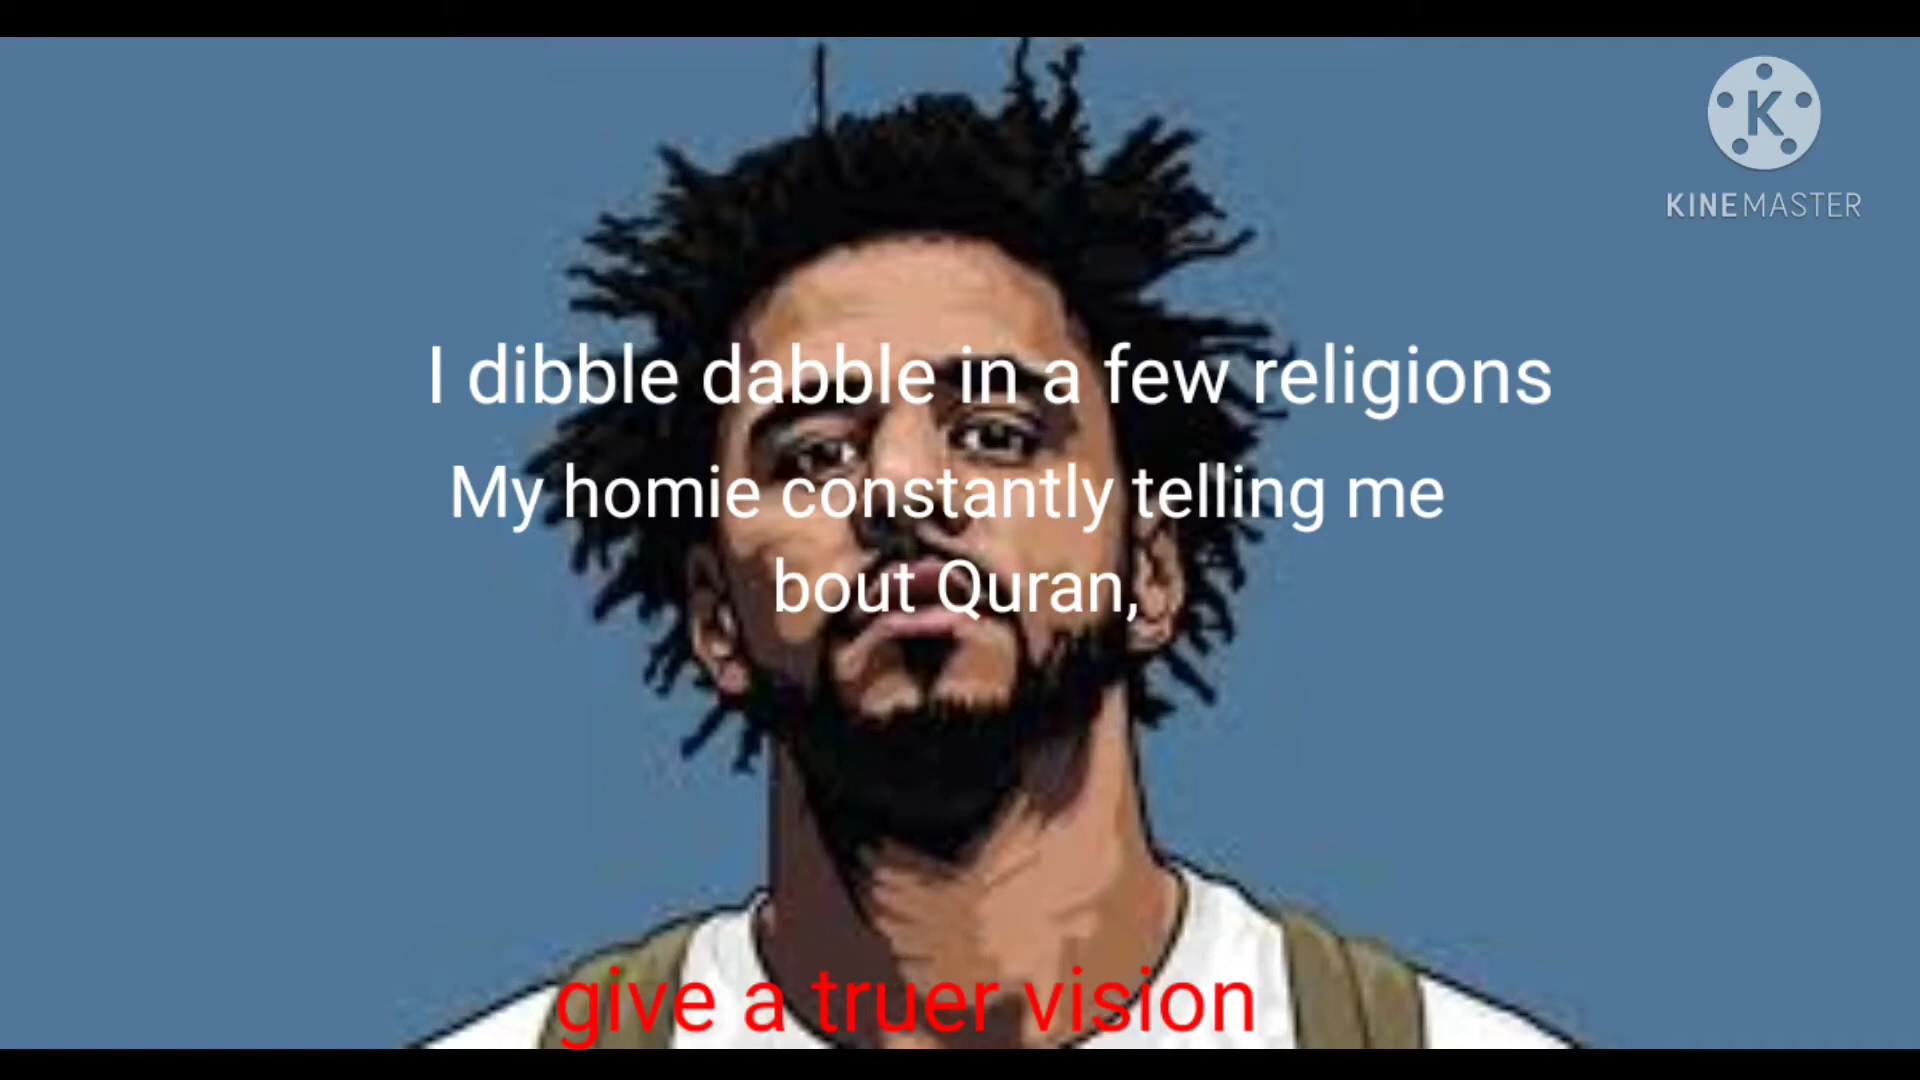 K
KINEMASTER
I dibble dabble in a few religions
My homie constantly telling me
bout Quran,
give a truer vision